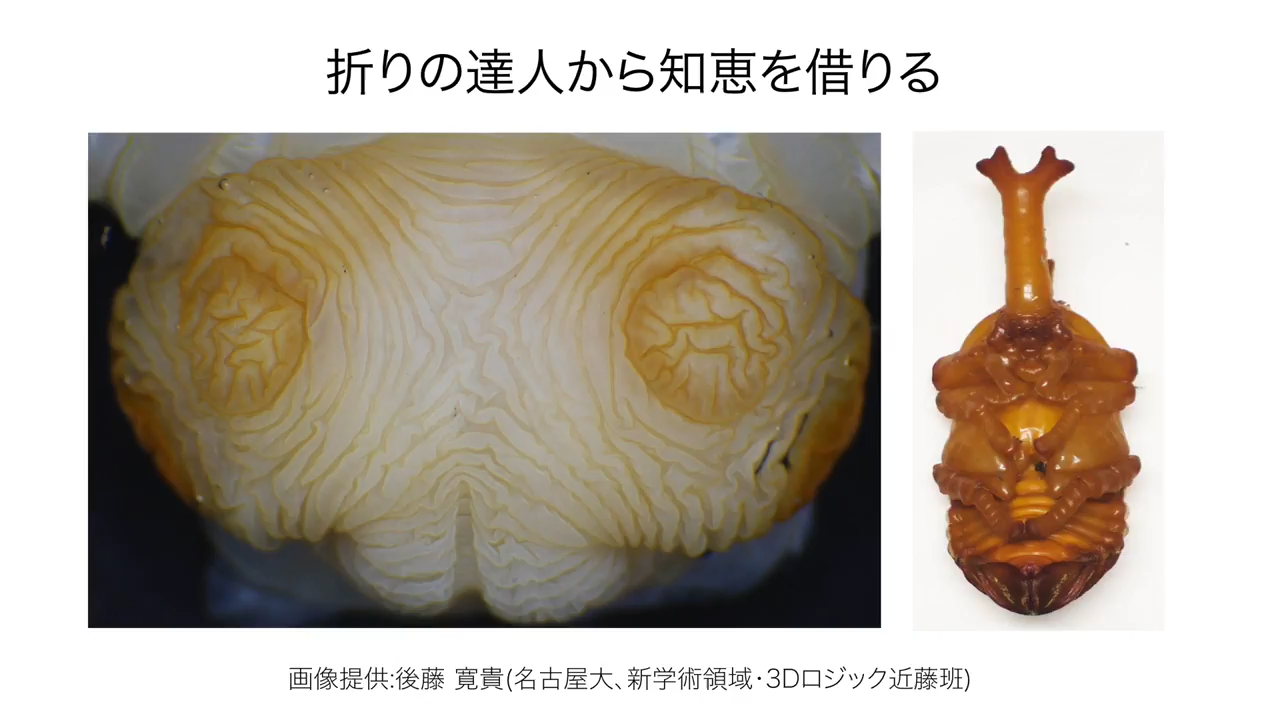 折りの達人から知恵を借りる
画像提供:後藤 寛貴(名古屋大、新学術領域・3Dロジック近藤班)